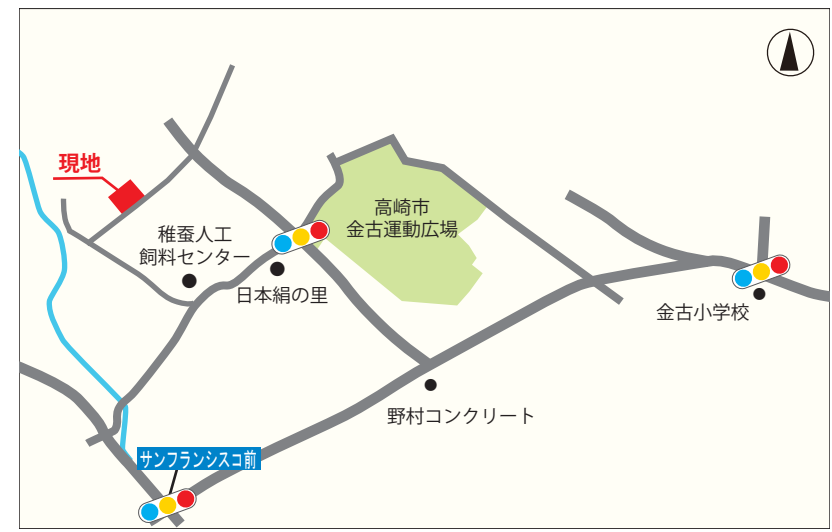 現地
高崎市
金古運動広場
稚蚕人工
飼料センター
日本絹の里
金古小学校
野村コンクリート
サンフランシスコ前